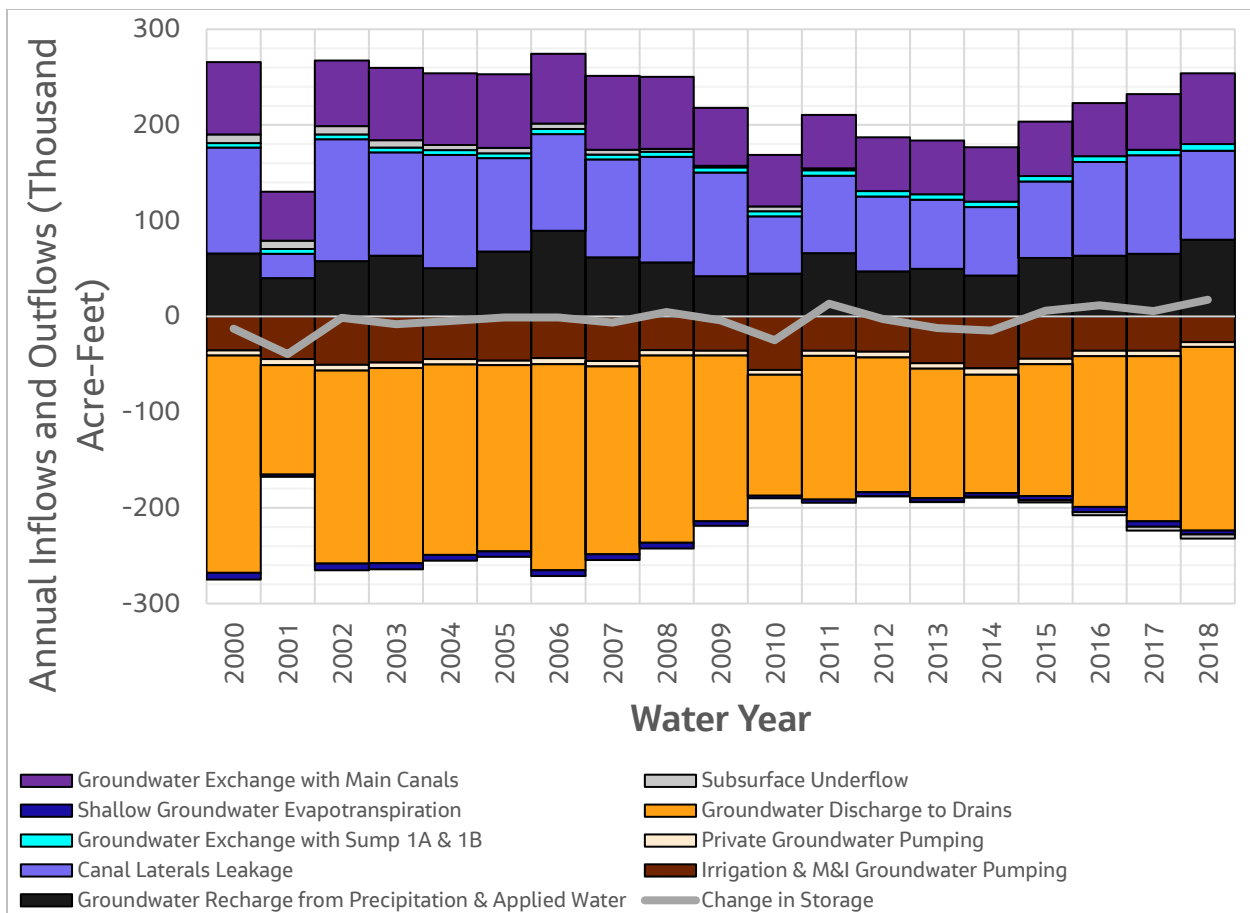 Annual Inflows and Outflows (Thousand
Acre-Feet)
300
200
100
0
-100
-200
-300
2000
2001
2002
2003
2004
2005
2006
2007
2008
2009
2010
2011
2012
2013
2014
2015
2016
2017
2018
Water Year
Groundwater Exchange with Main Canals
Subsurface Underflow
Shallow Groundwater Evapotranspiration
Groundwater Discharge to Drains
Groundwater Exchange with Sump 1A & 1B
Private Groundwater Pumping
Canal Laterals Leakage
Irrigation & M&I Groundwater Pumping
Groundwater Recharge from Precipitation & Applied Water
Change in Storage